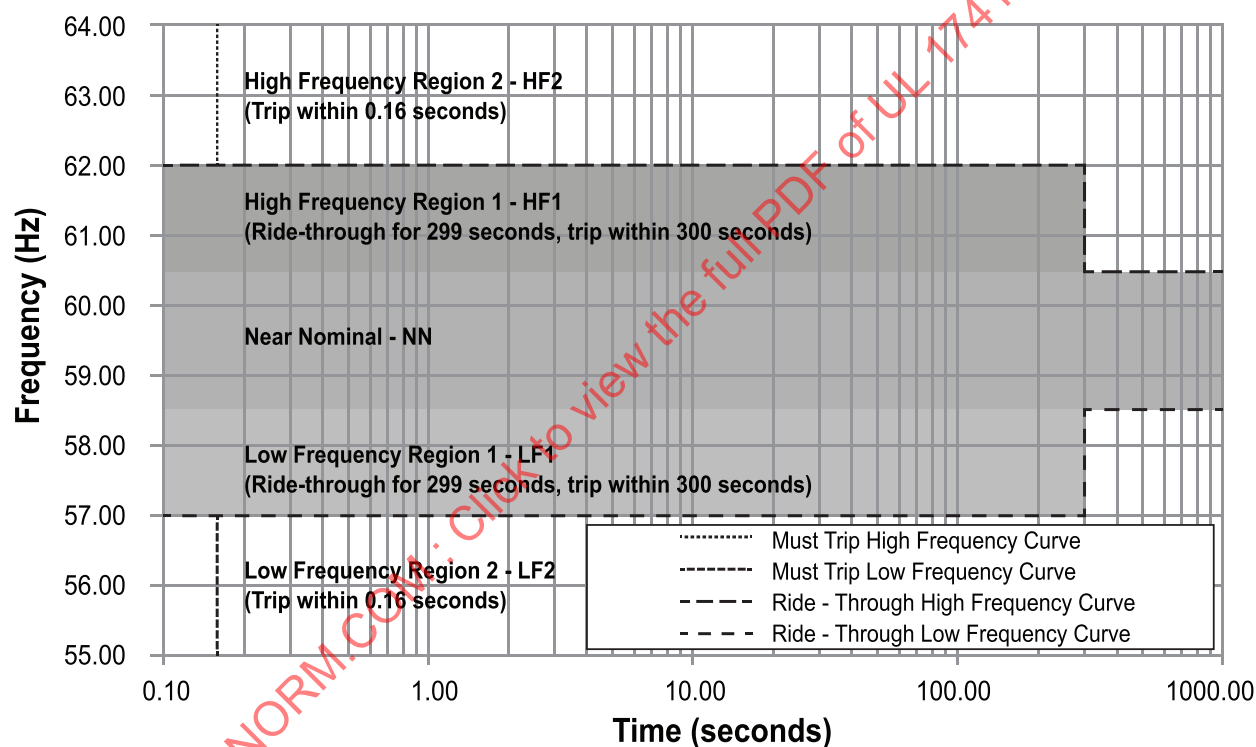 64.00
63.00
62.00
61.00
60.00
59.00
58.00
57.00
56.00
55.00
Frequency (Hz)
High Frequency Region 2 - HF2
(Trip within 0.16 seconds)
High Frequency Region 1 - HF1
(Ride-through for 299 seconds, trip within 300 seconds)
Near Nominal - NN
Low Frequency Region 1 - LF1
(Ride-through for 299 seconds, trip within 300 seconds)
Low Frequency Region 2 - LF2
(Trip within 0.16 seconds)
Must Trip High Frequency Curve
Must Trip Low Frequency Curve
Ride - Through High Frequency Curve
Ride - Through Low Frequency Curve
0.10 1.00 10.00 100.00 1000.00
Time (seconds)
NORM.COM : Click to view the full PDF of UL 174